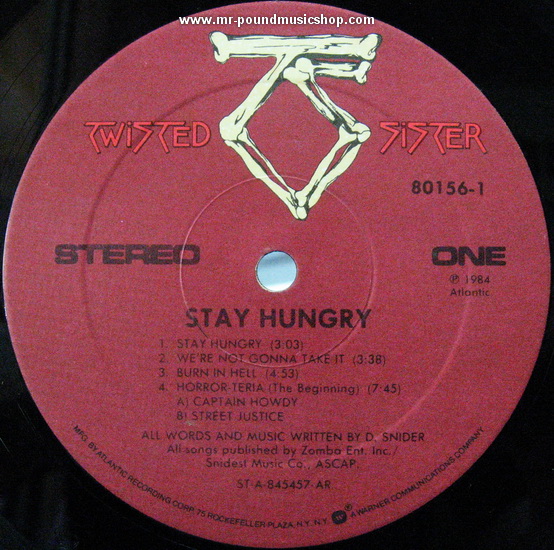 www.mr-poundmusicshop.com
TWISTED SISTER
80156-1
STEREO
ONE
℗ 1984
Atlantic
STAY HUNGRY
1. STAY HUNGRY (3:03)
2. WE'RE NOT GONNA TAKE IT (3:38)
3. BURN IN HELL (4:53)
4. HORROR-TERIA (The Beginning) (7:45)
A) CAPTAIN HOWDY
B) STREET JUSTICE
ALL WORDS AND MUSIC WRITTEN BY D. SNIDER
All songs published by Zomba Ent. Inc./
Snidest Music Co., ASCAP.
ST-A-845457-AR
MFG. BY ATLANTIC RECORDING CORP. 75 ROCKEFELLER PLAZA, N.Y. N.Y. W ® A WARNER COMMUNICATIONS COMPANY